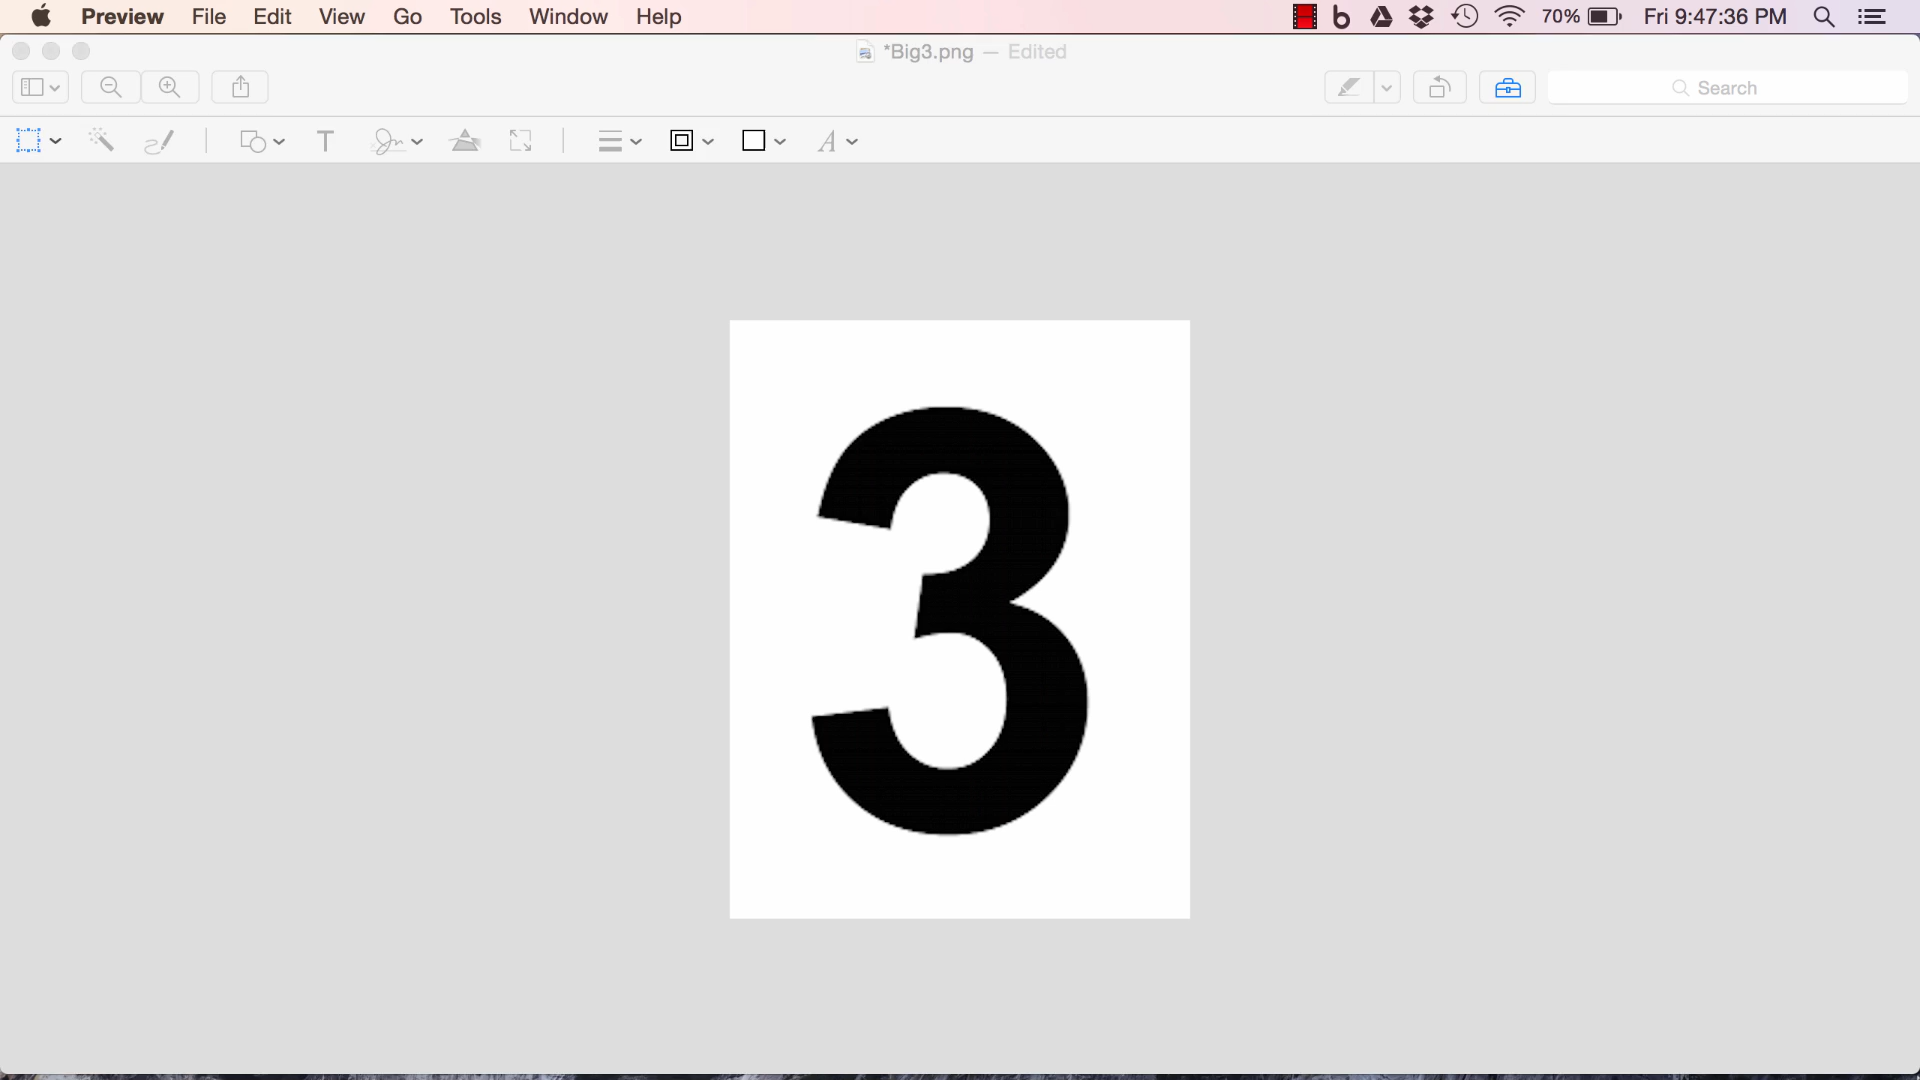 Preview File Edit View Go Tools Window Help 70% Fri 9:47:36 PM
*Big3.png — Edited
Search
3